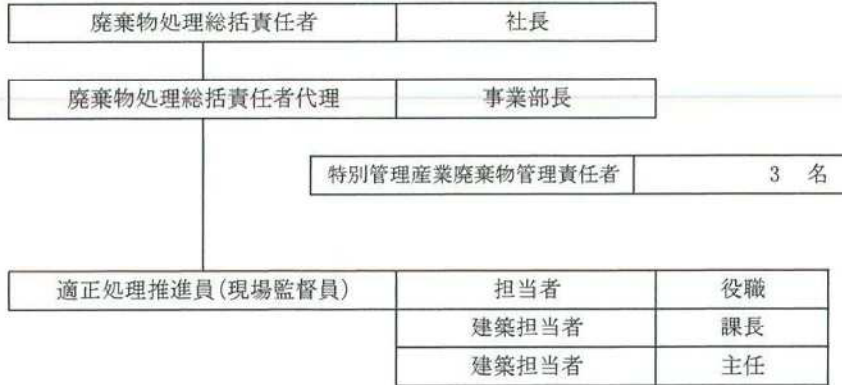 廃棄物処理総括責任者 社長
廃棄物処理総括責任者代理 事業部長
特別管理産業廃棄物管理責任者 3 名
適正処理推進員(現場監督員) 担当者 役職
建築担当者 課長
建築担当者 主任